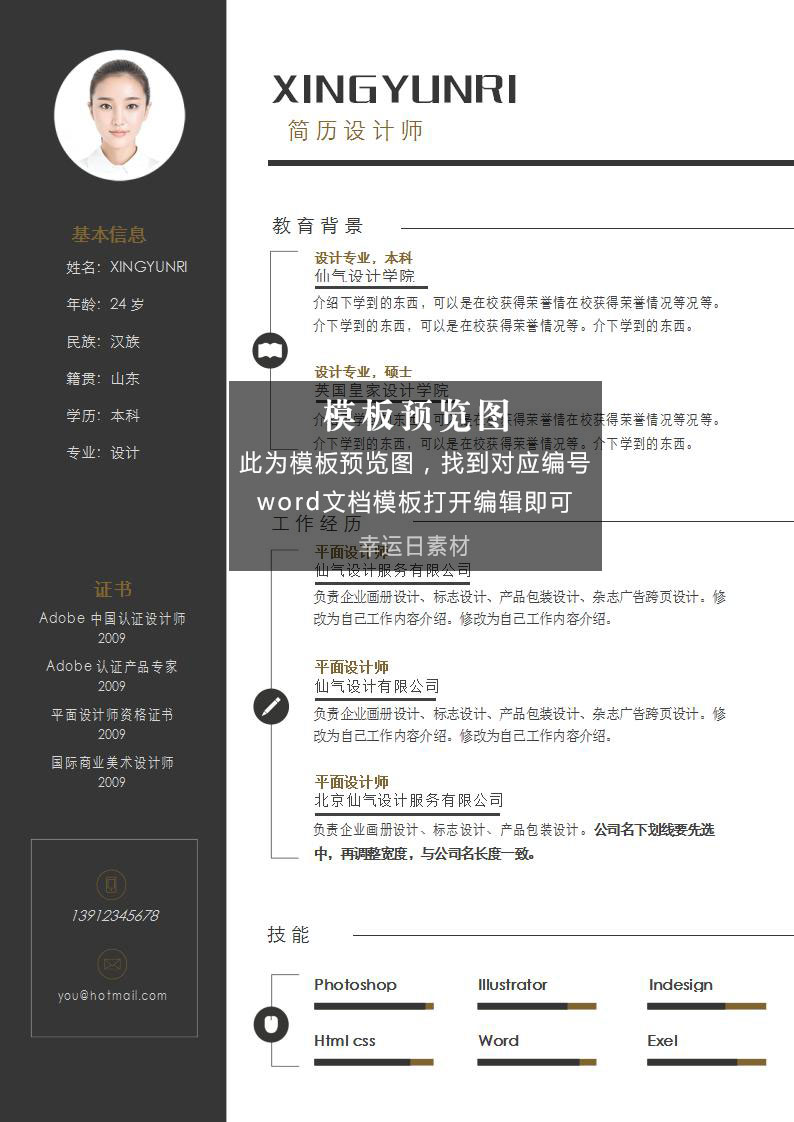 XINGYUNRI
简历设计师
基本信息
姓名：XINGYUNRI
年龄：24 岁
民族：汉族
籍贯：山东
学历：本科
专业：设计
证书
Adobe 中国认证设计师
2009
Adobe 认证产品专家
2009
平面设计师资格证书
2009
国际商业美术设计师
2009
13912345678
you@hotmail.com
教育背景
设计专业，本科
仙气设计学院
介绍下学到的东西，可以是在校获得荣誉情在校获得荣誉情况等况等。
介下学到的东西，可以是在校获得荣誉情况等。介下学到的东西。
设计专业，硕士
英国皇家设计学院
介绍下学到的东西，可以是在校获得荣誉情在校获得荣誉情况等况等。
介下学到的东西，可以是在校获得荣誉情况等。介下学到的东西。
模板预览图
此为模板预览图，找到对应编号
word文档模板打开编辑即可
幸运日素材
工作经历
平面设计师
仙气设计服务有限公司
负责企业画册设计、标志设计、产品包装设计、杂志广告跨页设计。修
改为自己工作内容介绍。修改为自己工作内容介绍。
平面设计师
仙气设计有限公司
负责企业画册设计、标志设计、产品包装设计、杂志广告跨页设计。修
改为自己工作内容介绍。修改为自己工作内容介绍。
平面设计师
北京仙气设计服务有限公司
负责企业画册设计、标志设计、产品包装设计。公司名下划线要先选
中，再调整宽度，与公司名长度一致。
技能
Photoshop
Illustrator
Indesign
Html css
Word
Exel